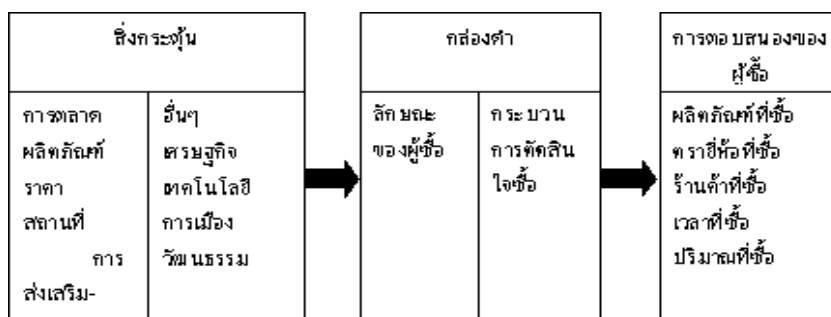 สิ่งกระตุ้น
การตลาด
ผลิตภัณฑ์
ราคา
สถานที่
การ
ส่งเสริม-
อื่นๆ
เศรษฐกิจ
เทคโนโลยี
การเมือง
วัฒนธรรม
กล่องดำ
ลักษณะ
ของผู้ซื้อ
กระบวน
การตัดสิน
ใจซื้อ
การตอบสนองของ
ผู้ซื้อ
ผลิตภัณฑ์ที่ซื้อ
ตรายี่ห้อที่ซื้อ
ร้านค้าที่ซื้อ
เวลาที่ซื้อ
ปริมาณที่ซื้อ